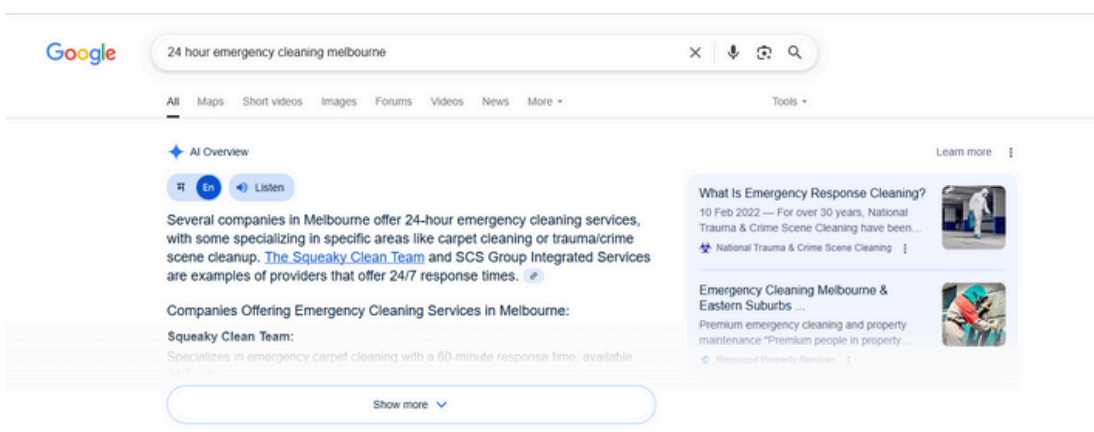 Google
24 hour emergency cleaning melbourne
All Maps Short videos Images Forums Videos News More Tools
AI Overview
Learn more
म En Listen
Several companies in Melbourne offer 24-hour emergency cleaning services,
with some specializing in specific areas like carpet cleaning or trauma/crime
scene cleanup. The Squeaky Clean Team and SCS Group Integrated Services
are examples of providers that offer 24/7 response times.
Companies Offering Emergency Cleaning Services in Melbourne:
Squeaky Clean Team:
Specializes in emergency carpet cleaning with a 60-minute response time, available
24/7.
Show more
What Is Emergency Response Cleaning?
10 Feb 2022 — For over 30 years, National
Trauma & Crime Scene Cleaning have been...
National Trauma & Crime Scene Cleaning
Emergency Cleaning Melbourne &
Eastern Suburbs ...
Premium emergency cleaning and property
maintenance "Premium people in property...
Ringwood Property Services